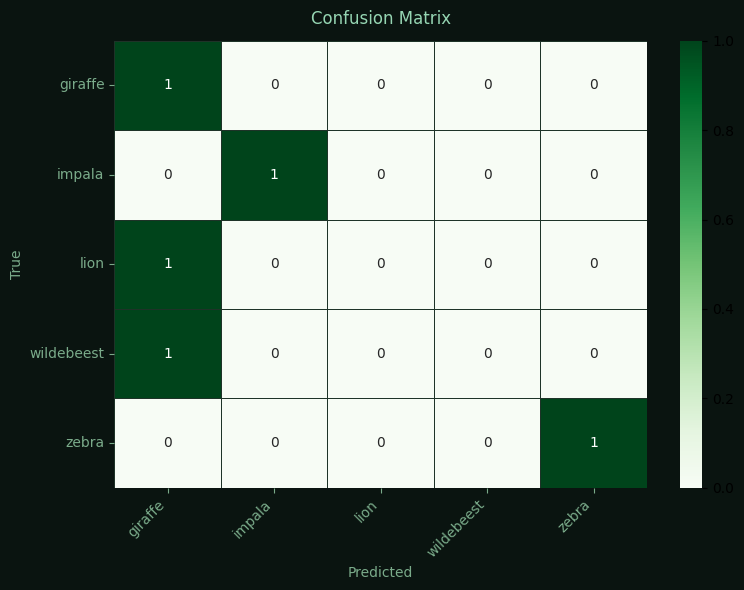 Confusion Matrix
True
giraffe 1 0 0 0 0
impala 0 1 0 0 0
lion 1 0 0 0 0
wildebeest 1 0 0 0 0
zebra 0 0 0 0 1
giraffe impala lion wildebeest zebra
Predicted
1.0
0.8
0.6
0.4
0.2
0.0